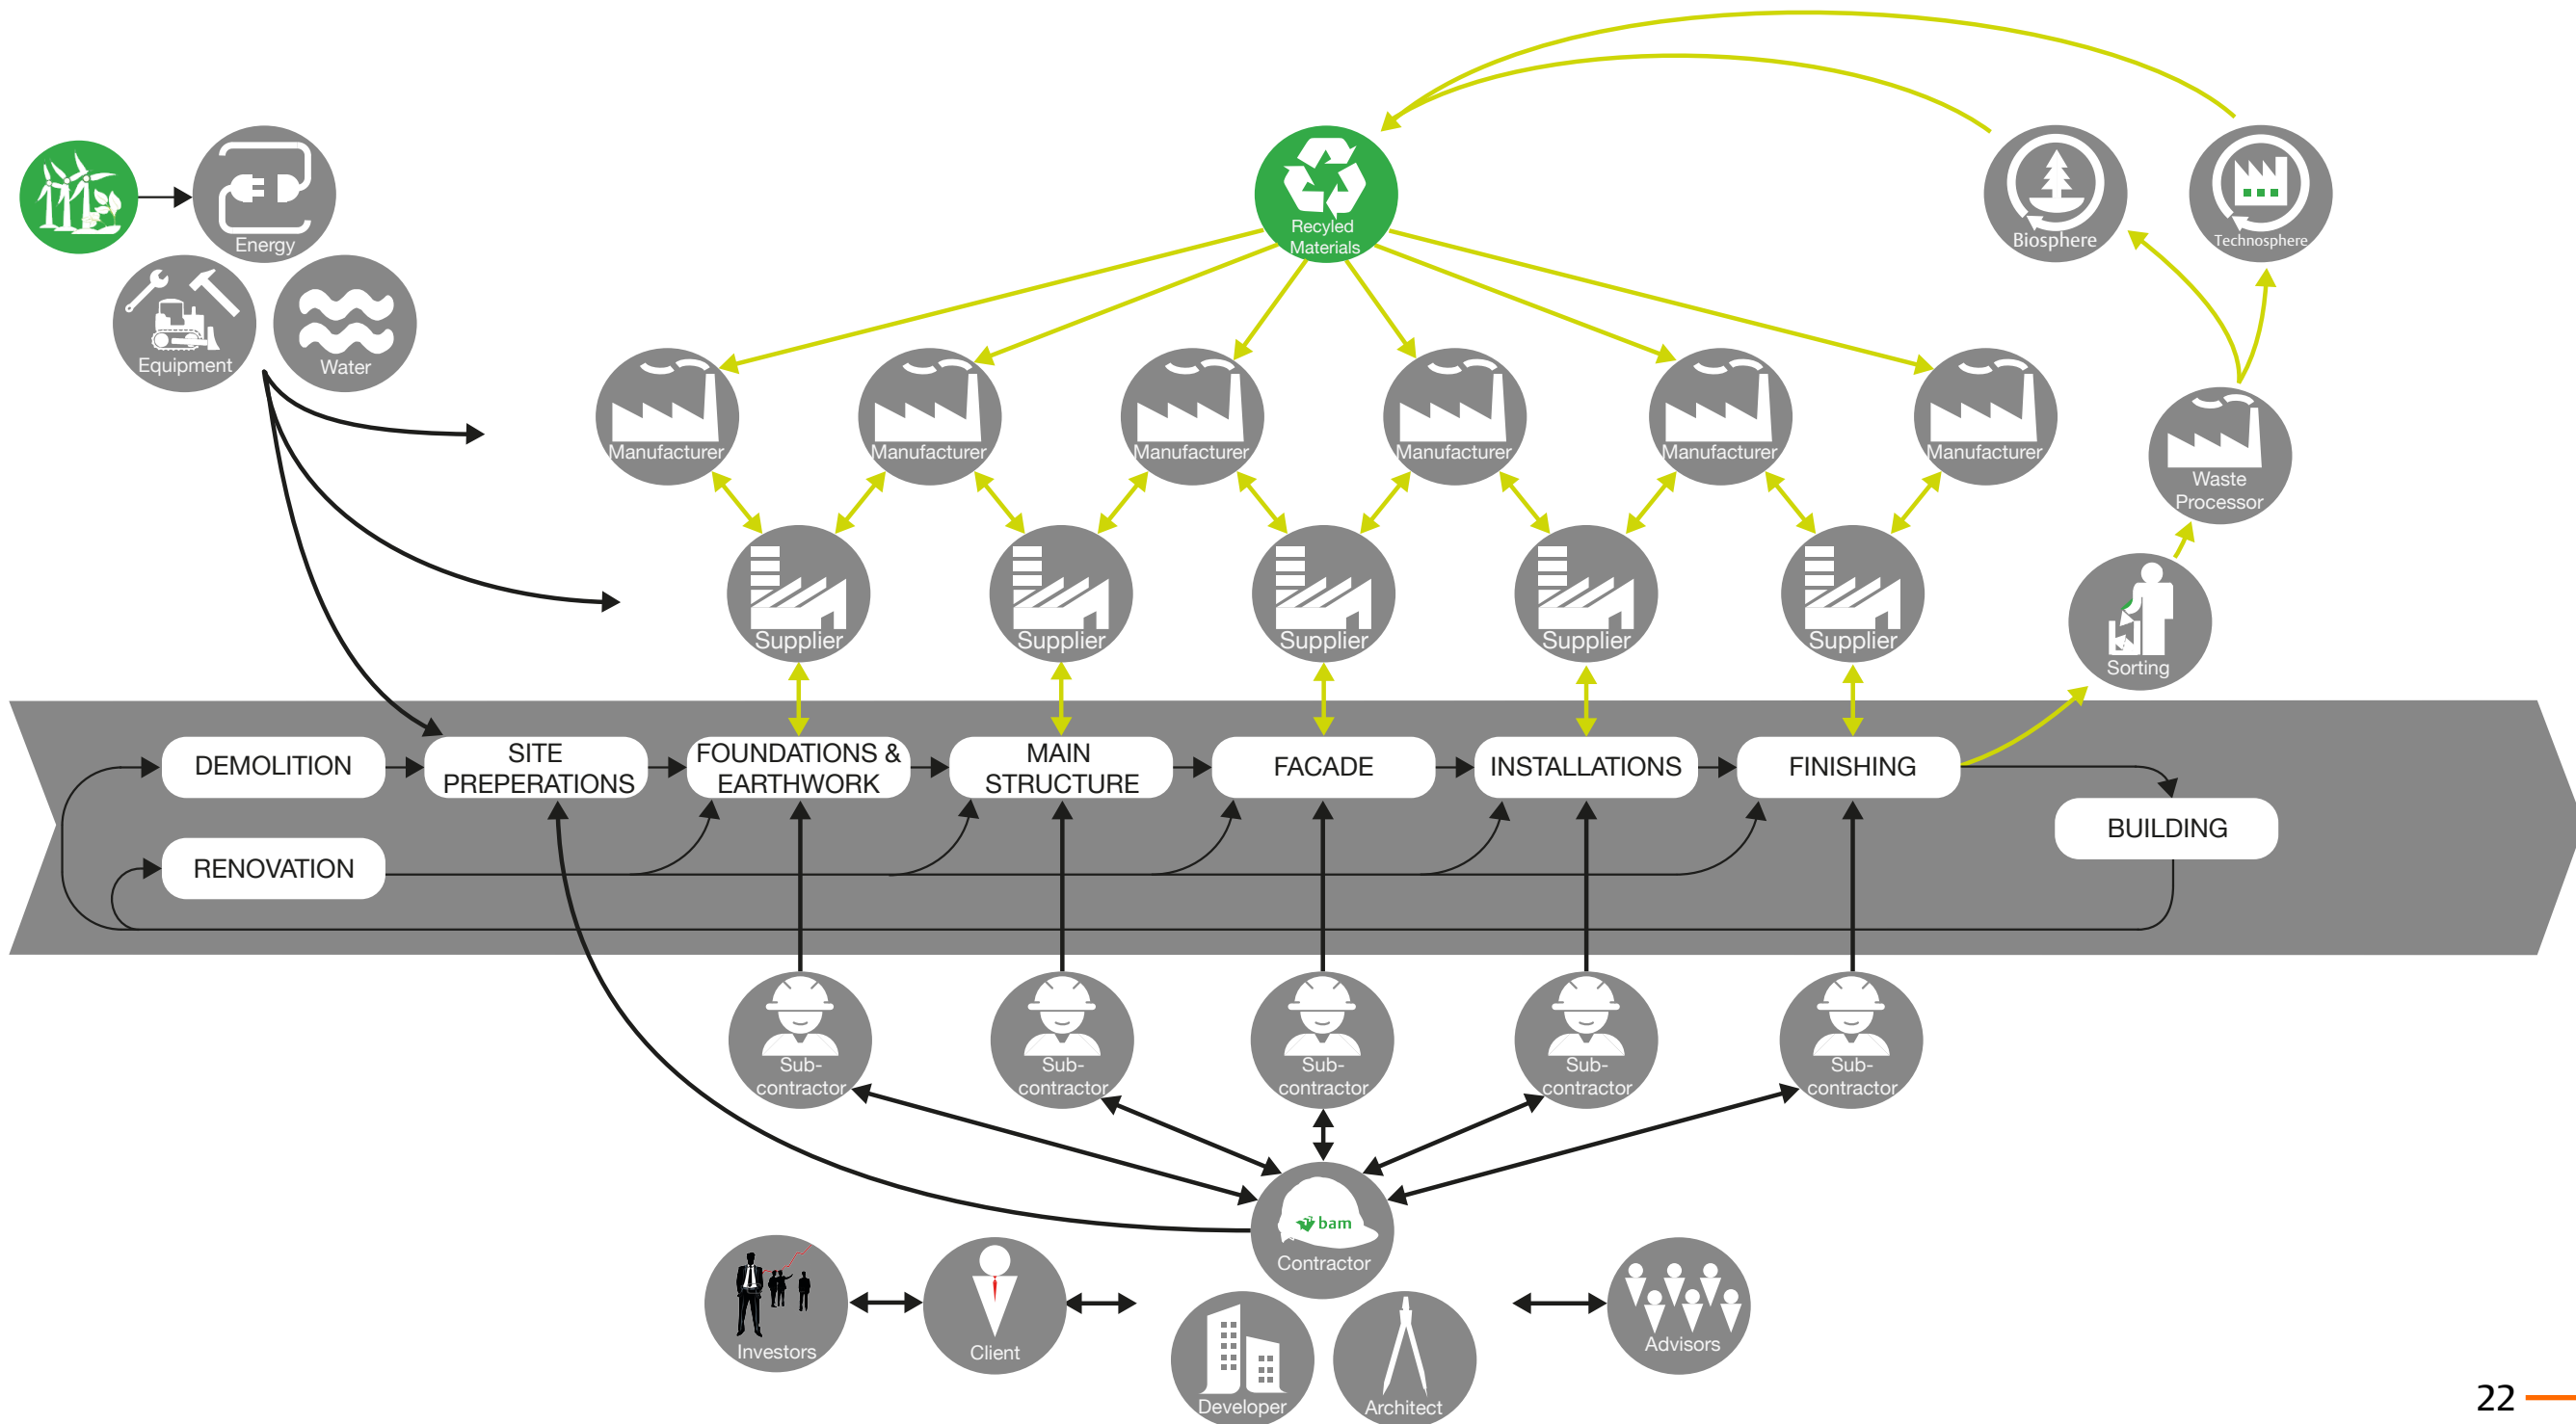 Energy
Equipment
Water
Recyled
Materials
Biosphere
Technosphere
Manufacturer
Manufacturer
Manufacturer
Manufacturer
Manufacturer
Manufacturer
Waste
Processor
Supplier
Supplier
Supplier
Supplier
Supplier
Sorting
DEMOLITION
SITE
PREPERATIONS
FOUNDATIONS &
EARTHWORK
MAIN
STRUCTURE
FACADE
INSTALLATIONS
FINISHING
BUILDING
RENOVATION
Sub-
contractor
Sub-
contractor
Sub-
contractor
Sub-
contractor
Sub-
contractor
bam
Contractor
Investors
Client
Advisors
Developer
Architect
22